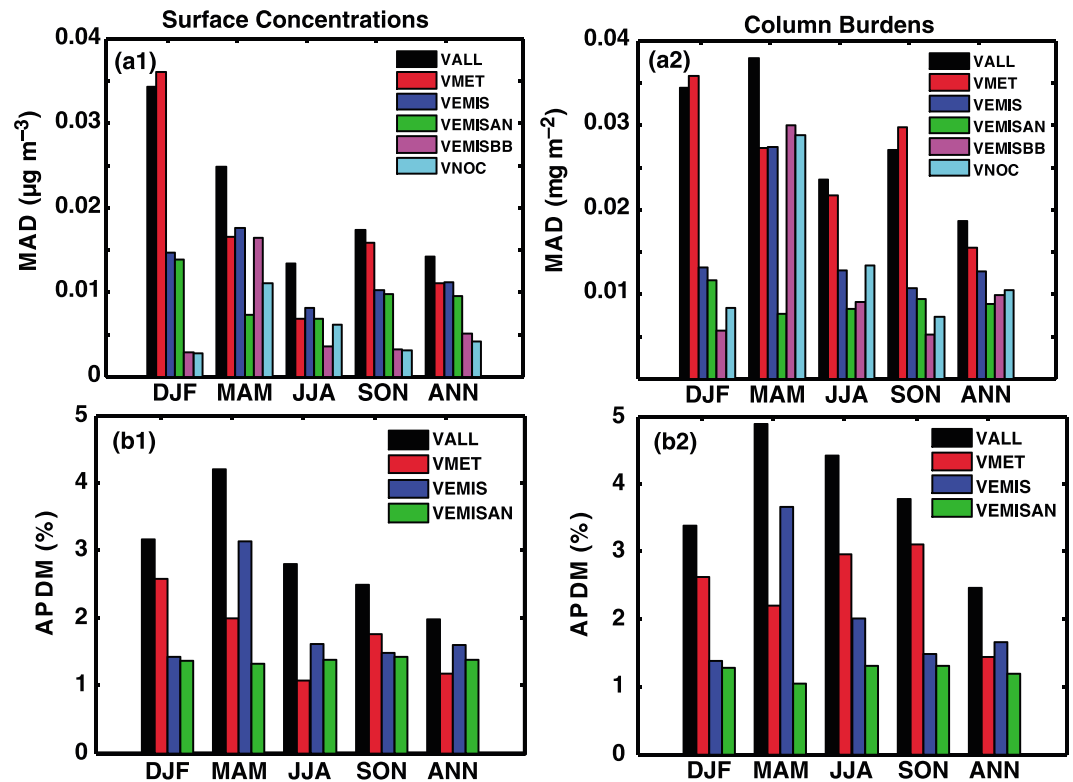 Surface Concentrations
(a1)
MAD (µg m−3)
0.04
0.03
0.02
0.01
0
VALL
VMET
VEMIS
VEMISAN
VEMISBB
VNOC
DJF MAM JJA SON ANN
Column Burdens
(a2)
MAD (mg m−2)
0.04
0.03
0.02
0.01
VALL
VMET
VEMIS
VEMISAN
VEMISBB
VNOC
DJF MAM JJA SON ANN
(b1)
APDM (%)
5
4
3
2
1
0
VALL
VMET
VEMIS
VEMISAN
DJF MAM JJA SON ANN
(b2)
APDM (%)
5
4
3
2
1
0
VALL
VMET
VEMIS
VEMISAN
DJF MAM JJA SON ANN